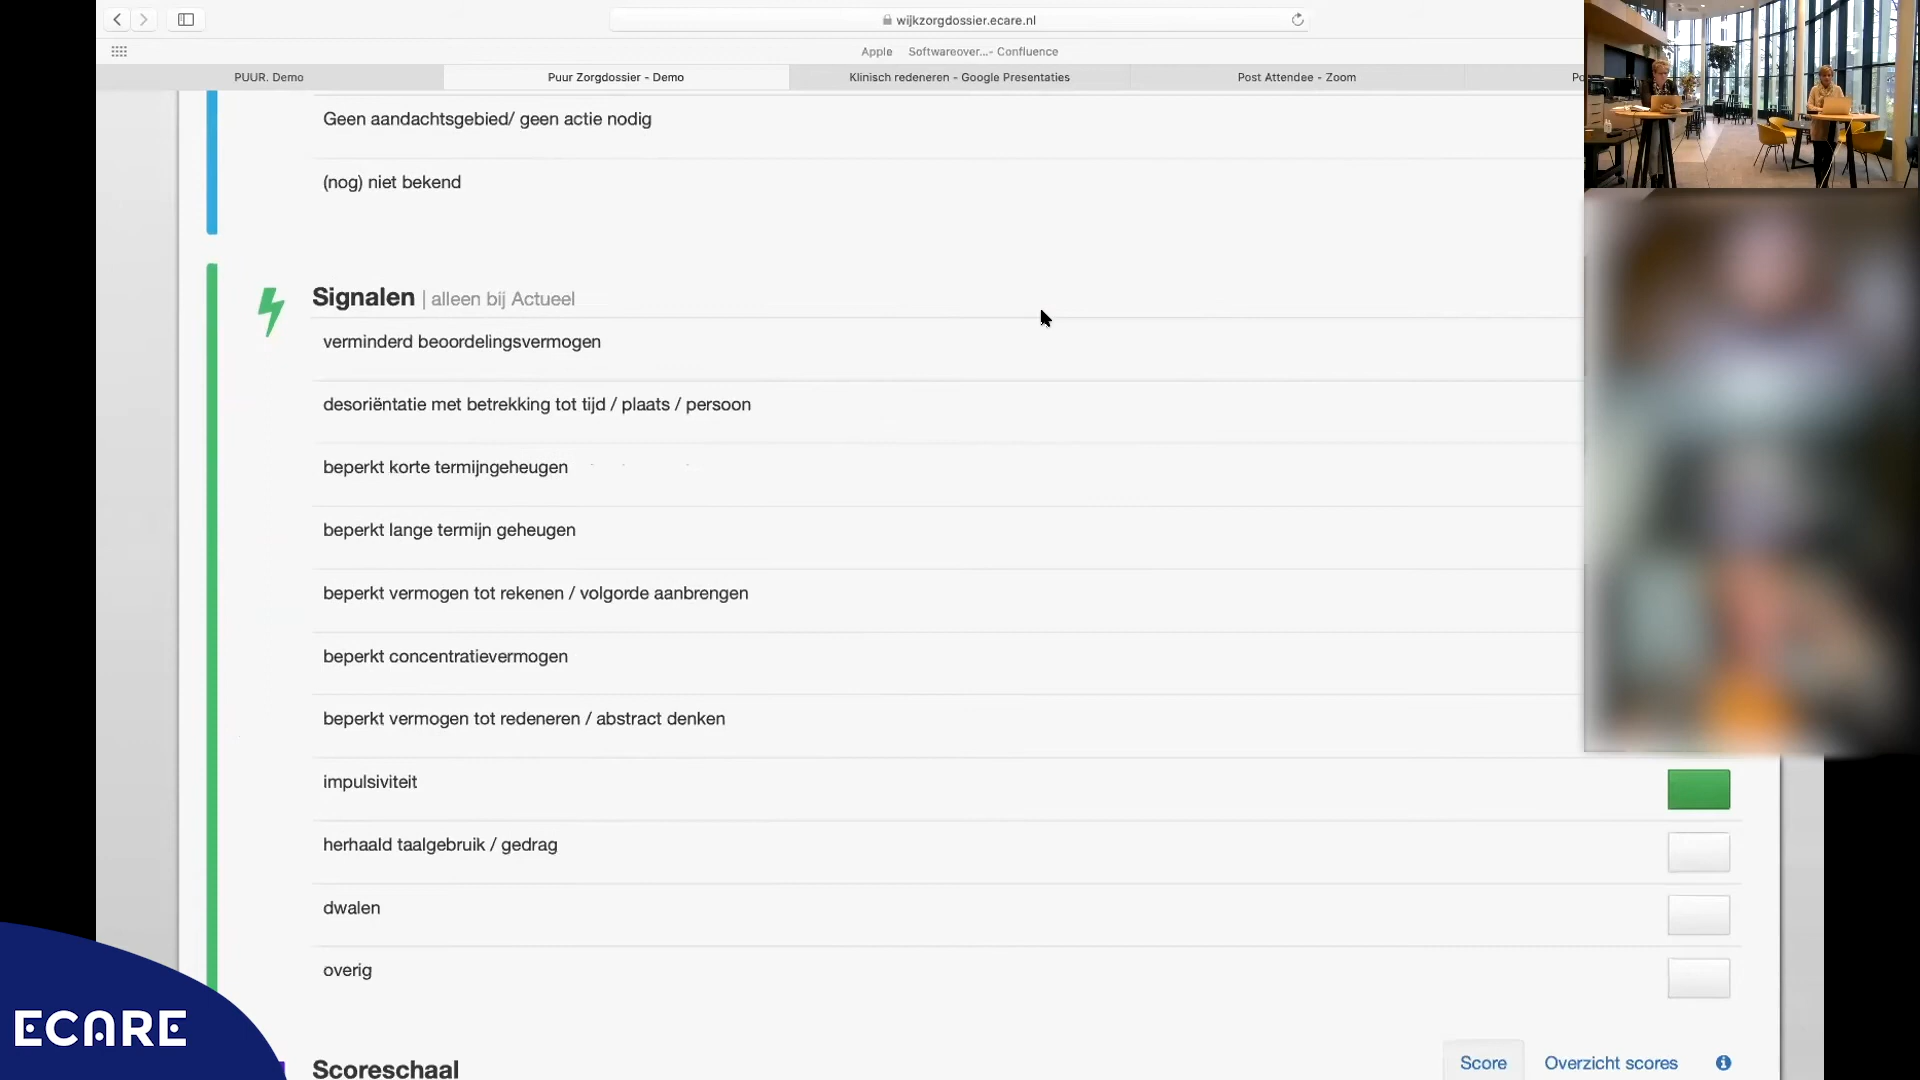 wijkzorgdossier.ecare.nl
Apple Softwareover...- Confluence
PUUR. Demo Puur Zorgdossier - Demo Klinisch redeneren - Google Presentaties Post Attendee - Zoom Po
Geen aandachtsgebied/ geen actie nodig
(nog) niet bekend
Signalen | alleen bij Actueel
verminderd beoordelingsvermogen
desoriëntatie met betrekking tot tijd / plaats / persoon
beperkt korte termijngeheugen
beperkt lange termijn geheugen
beperkt vermogen tot rekenen / volgorde aanbrengen
beperkt concentratievermogen
beperkt vermogen tot redeneren / abstract denken
impulsiviteit
herhaald taalgebruik / gedrag
dwalen
overig
ECARE
Scoreschaal
Score Overzicht scores